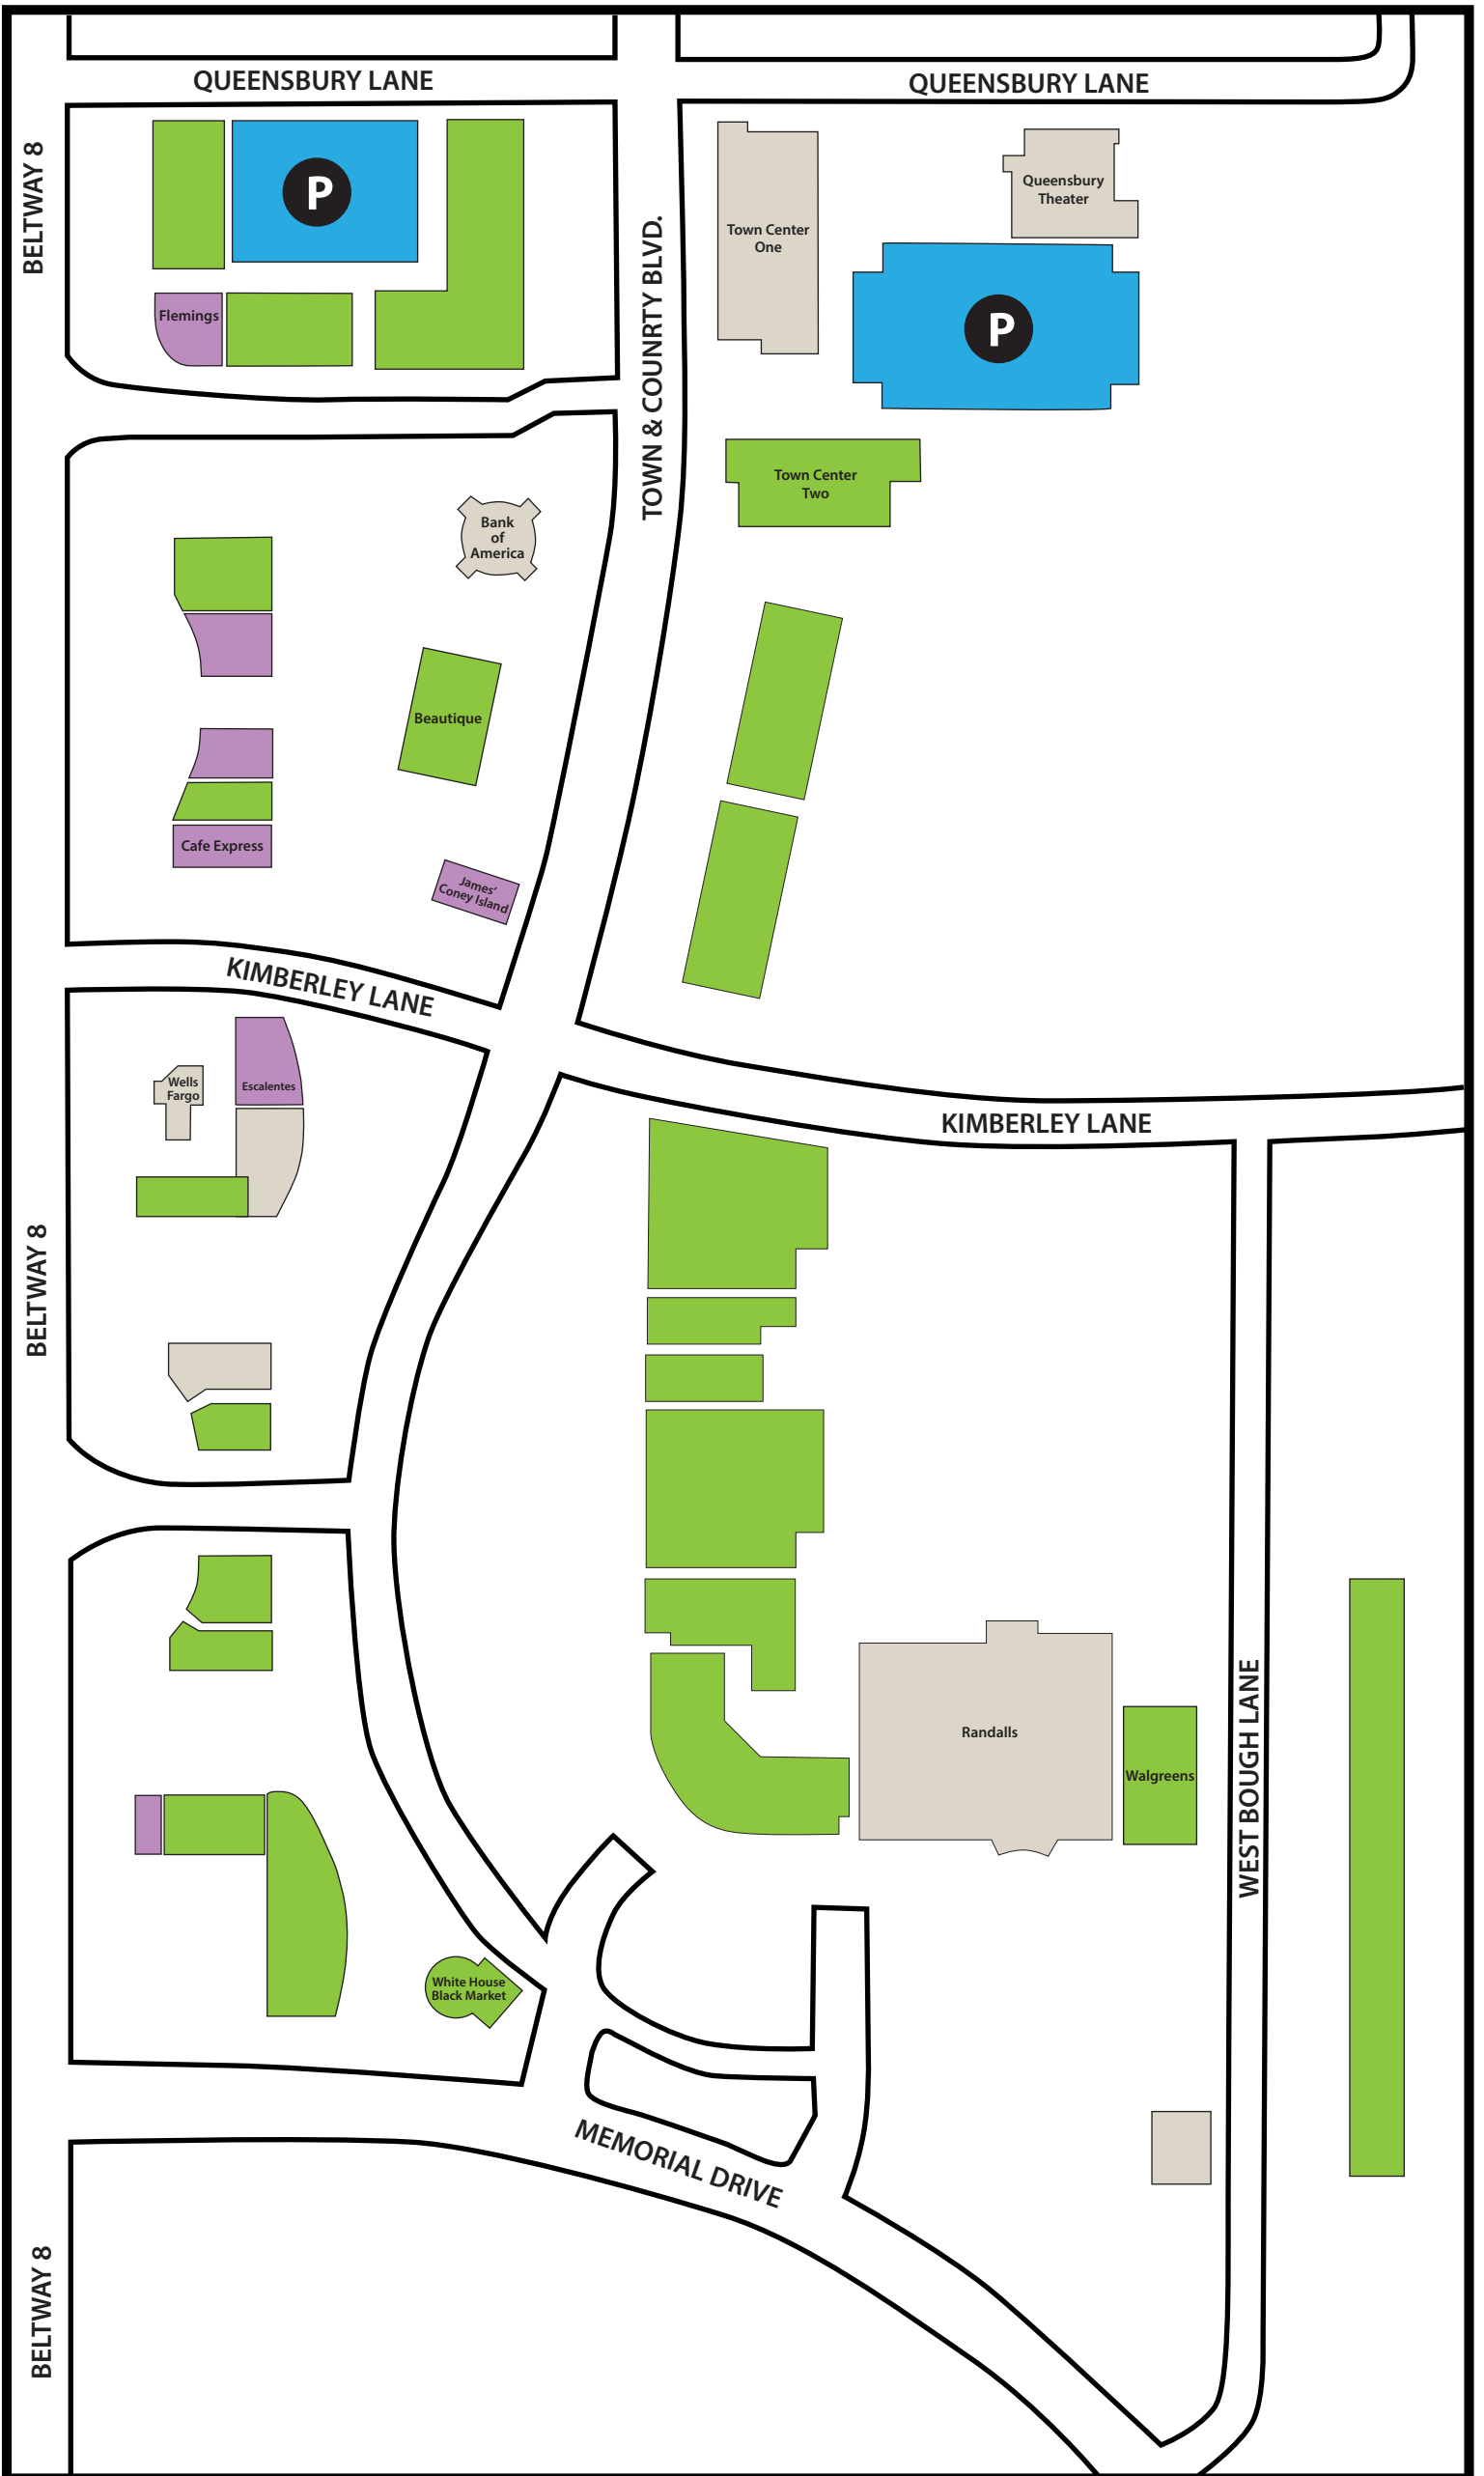 QUEENSBURY LANE
QUEENSBURY LANE
BELTWAY 8
P
Flemings
TOWN & COUNRTY BLVD.
Town Center
One
Queensbury
Theater
P
Town Center
Two
Bank
of
America
Beautique
Cafe Express
James'
Coney Island
KIMBERLEY LANE
Wells
Fargo
Escalentes
KIMBERLEY LANE
BELTWAY 8
Randalls
Walgreens
WEST BOUGH LANE
White House
Black Market
MEMORIAL DRIVE
BELTWAY 8